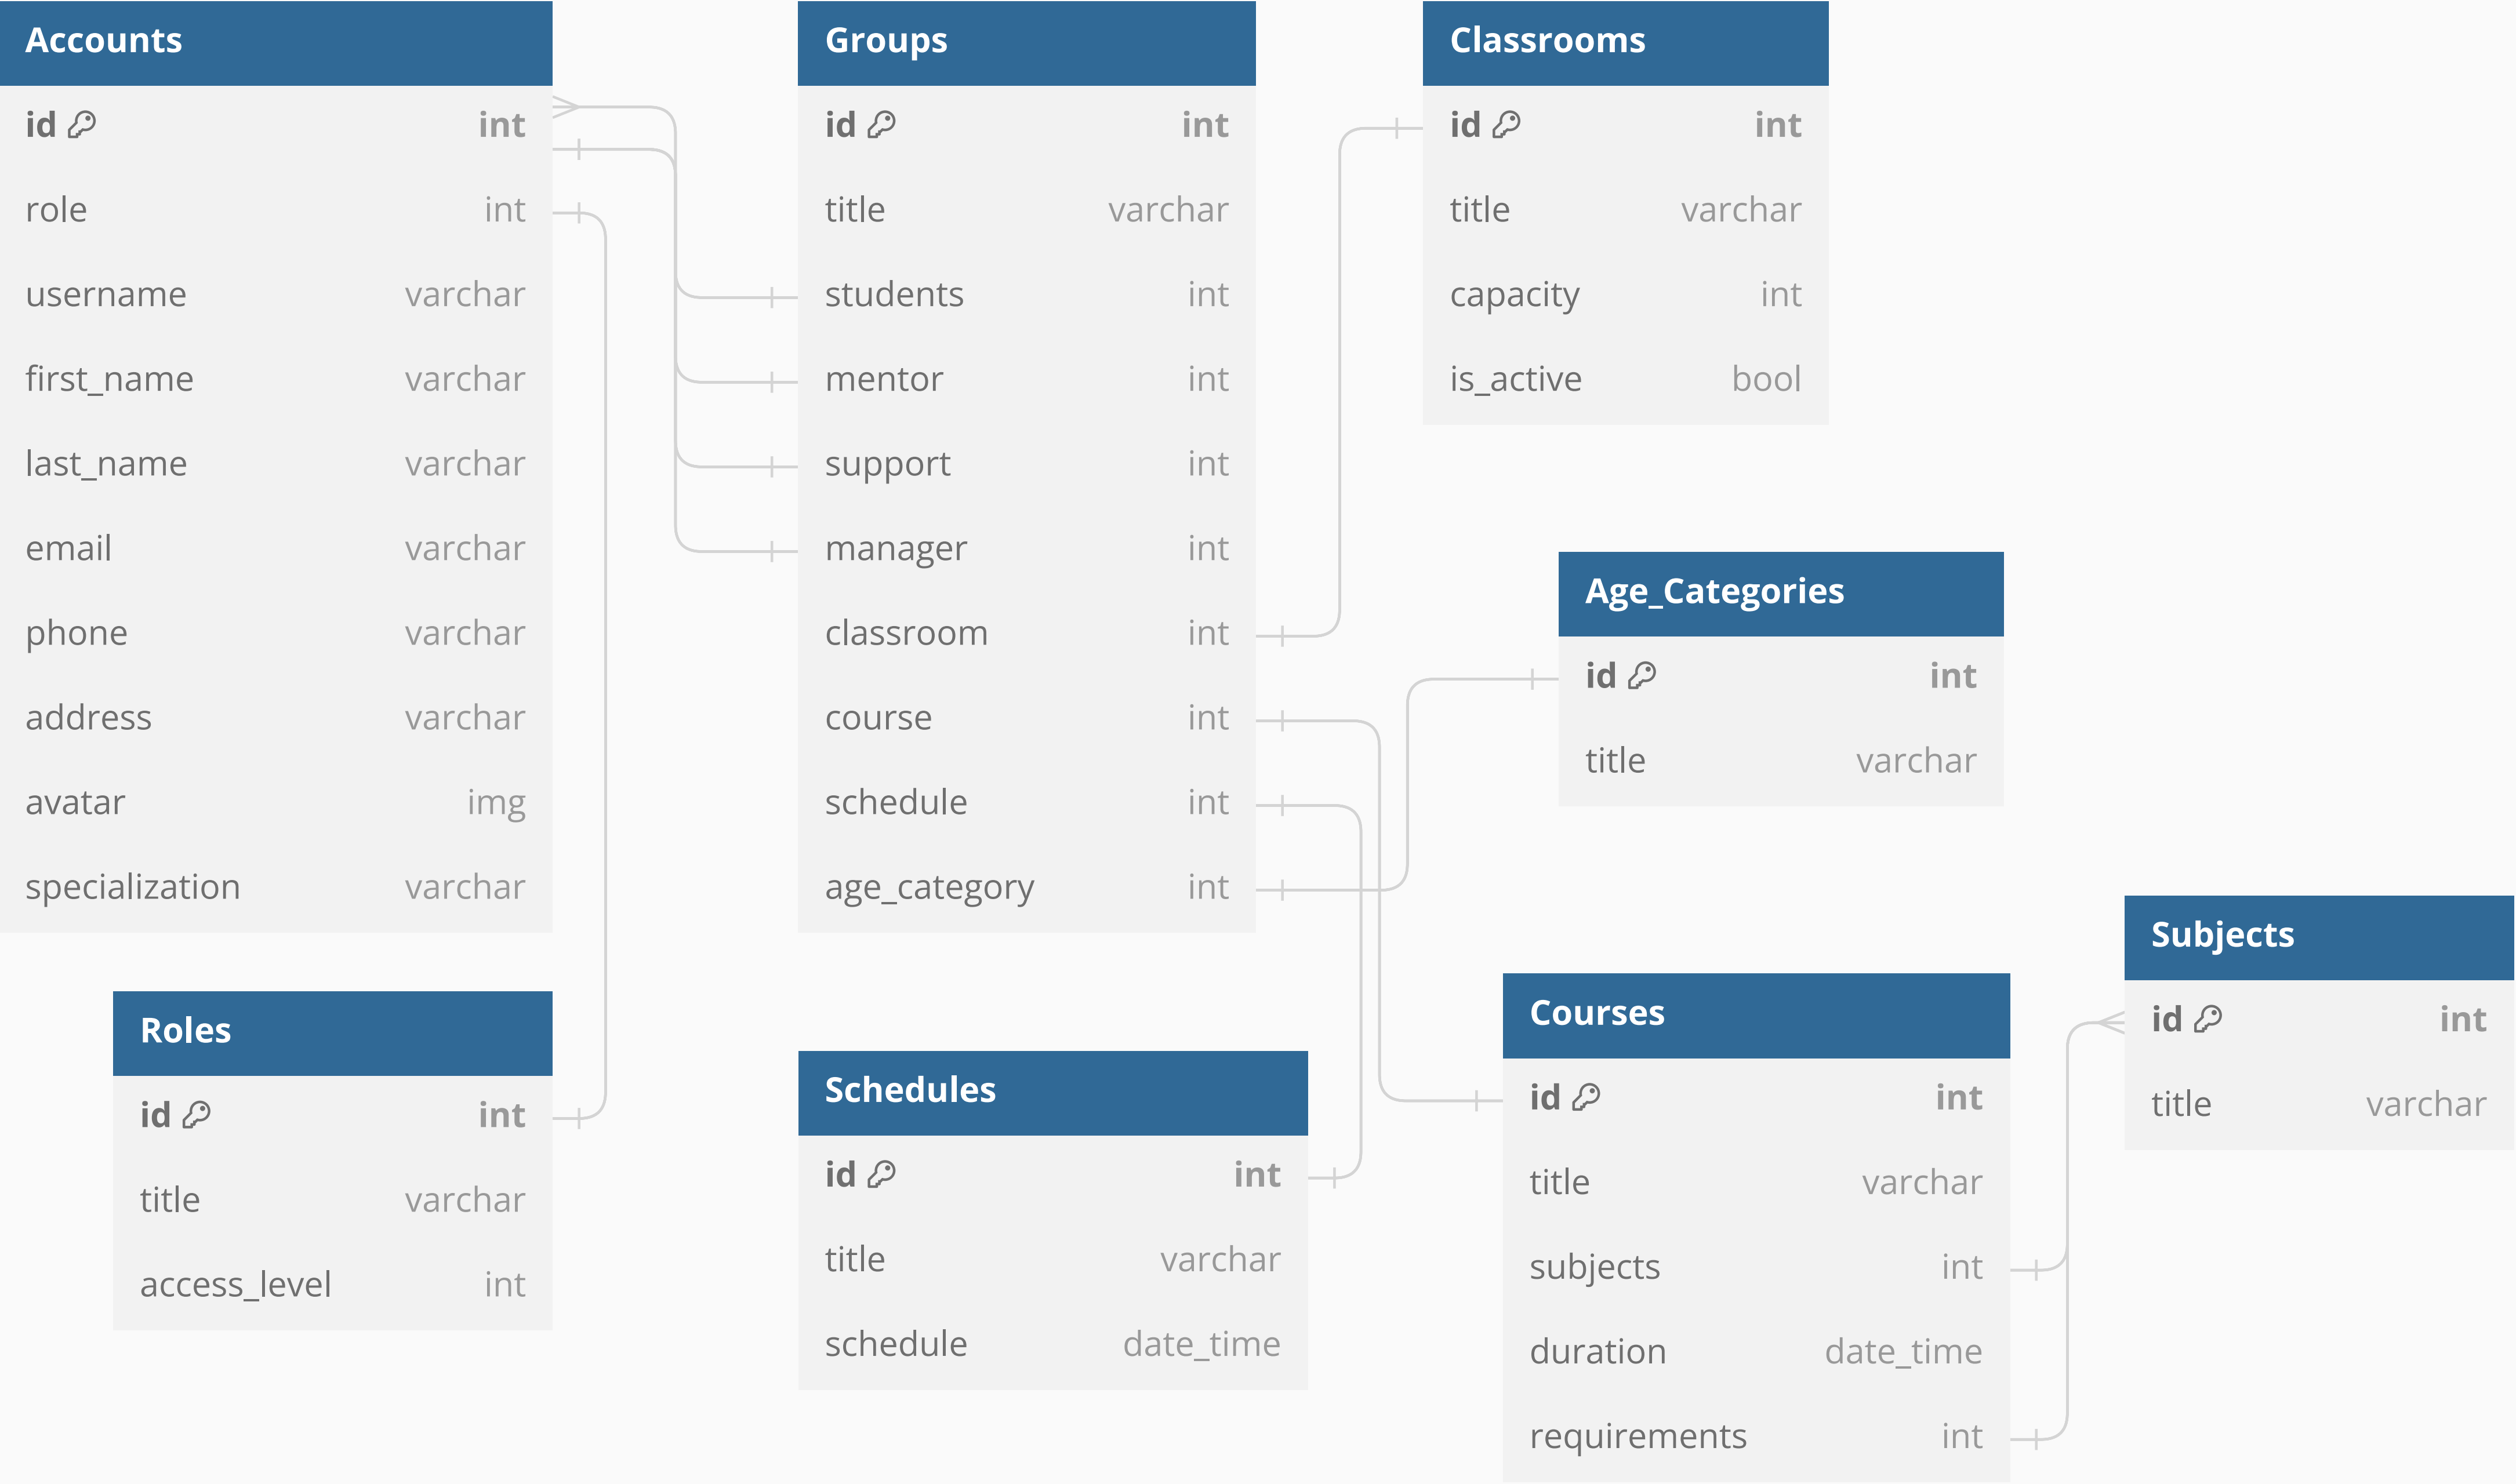 Accounts
id int
role int
username varchar
first_name varchar
last_name varchar
email varchar
phone varchar
address varchar
avatar img
specialization varchar
Groups
id int
title varchar
students int
mentor int
support int
manager int
classroom int
course int
schedule int
age_category int
Classrooms
id int
title varchar
capacity int
is_active bool
Age_Categories
id int
title varchar
Roles
id int
title varchar
access_level int
Schedules
id int
title varchar
schedule date_time
Courses
id int
title varchar
subjects int
duration date_time
requirements int
Subjects
id int
title varchar